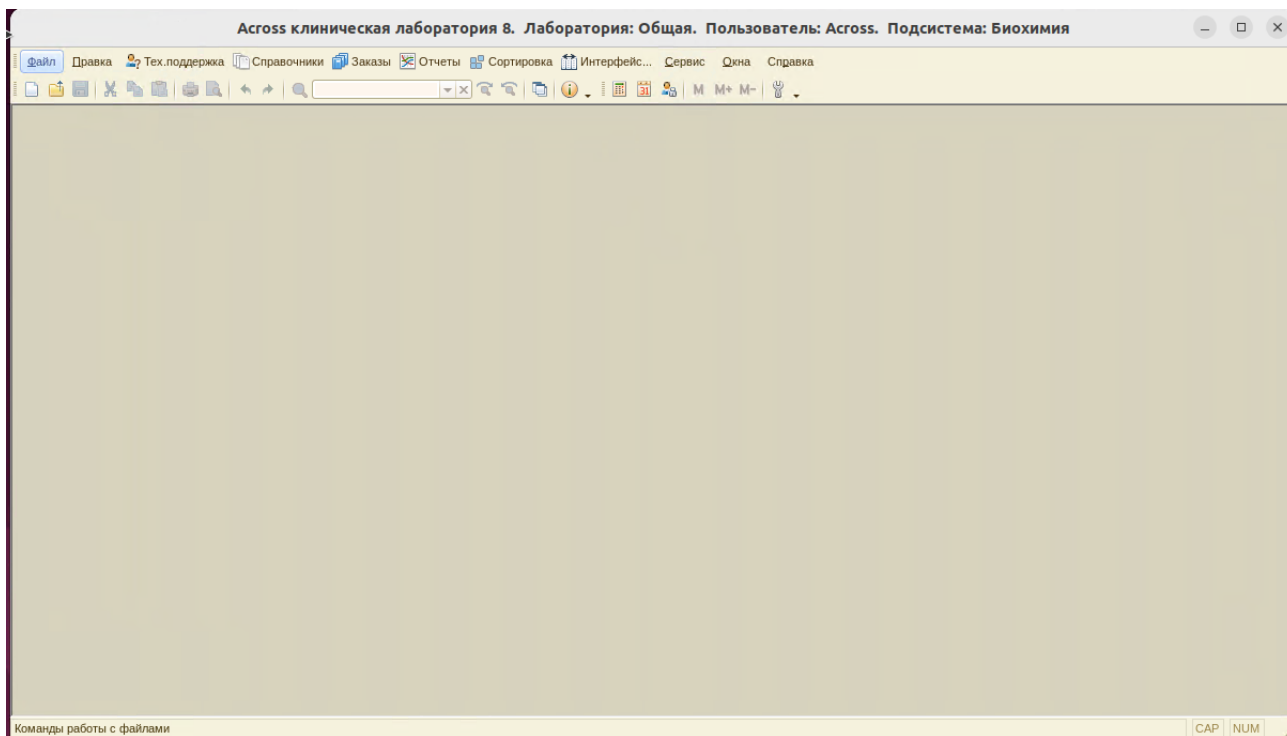 Across клиническая лаборатория 8. Лаборатория: Общая. Пользователь: Across. Подсистема: Биохимия
Файл Правка Тех.поддержка Справочники Заказы Отчеты Сортировка Интерфейс... Сервис Окна Справка
31 M M+ M-
Команды работы с файлами CAP NUM